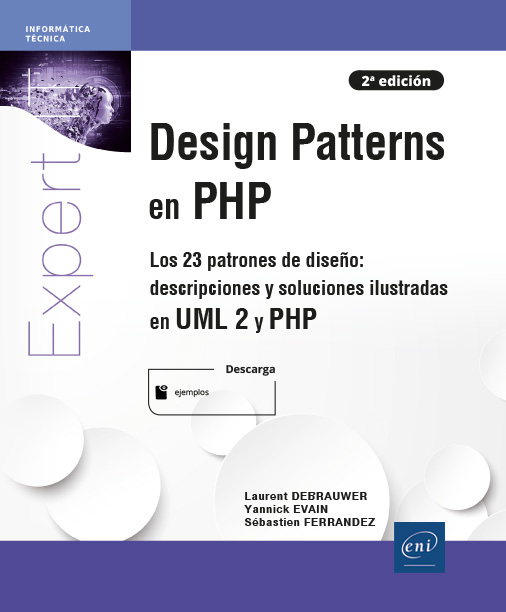 INFORMÁTICA
TÉCNICA
2ª edición
Expert IT
Design Patterns
en PHP
Los 23 patrones de diseño:
descripciones y soluciones ilustradas
en UML 2 y PHP
Descarga
ejemplos
Laurent DEBRAUWER
Yannick EVAIN
Sébastien FERRANDEZ
eni